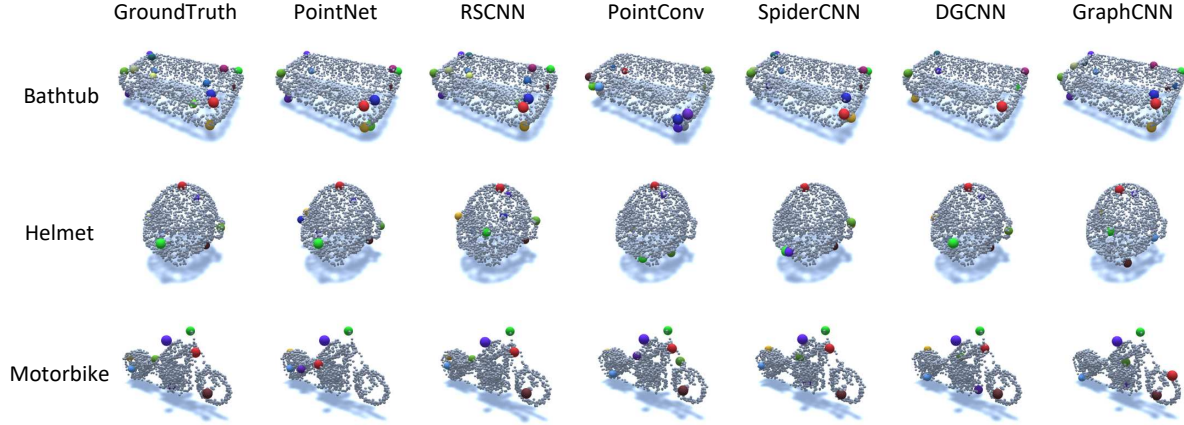 GroundTruth PointNet RSCNN PointConv SpiderCNN DGCNN GraphCNN
Bathtub
Helmet
Motorbike